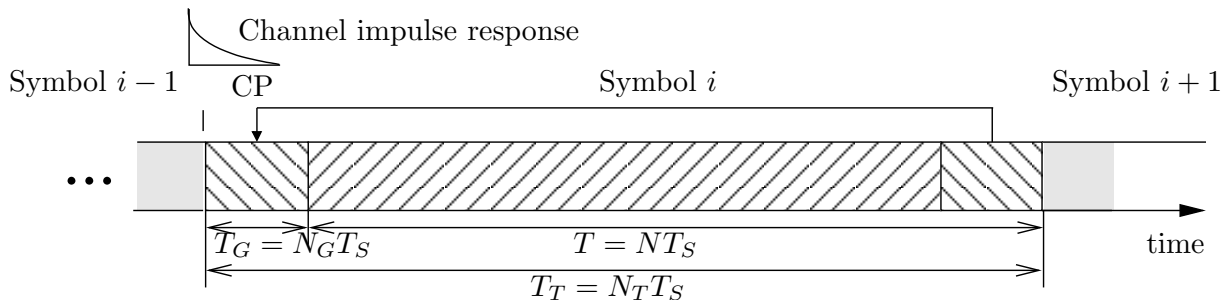 Channel impulse response
Symbol i − 1 CP Symbol i Symbol i + 1
T_G = N_G T_S T = N T_S time
T_T = N_T T_S